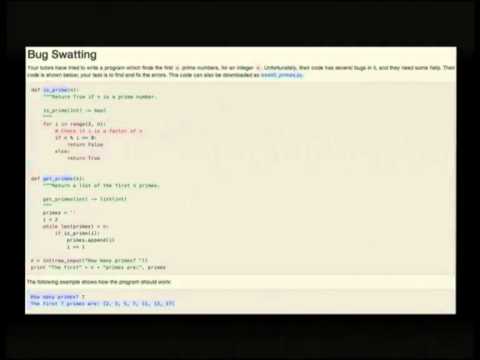 Bug Swatting
Your tutors have tried to write a program which finds the first n prime numbers, for an integer n. Unfortunately, their code has several bugs in it, and they need some help. Their
code is shown below; your task is to find and fix the errors. This code can also be downloaded as
def is_prime(n):
"""Return True if n is a prime number.
is_prime(int) -> bool
"""
for i in range(2, n):
# Check if i is a factor of n
if n % i == 0:
return False
else:
return True
def get_primes(n):
"""Return a list of the first n primes.
get_primes(int) -> list(int)
"""
primes = ''
i = 2
while len(primes) < n:
if is_prime(i):
primes.append(i)
i += 1
n = int(raw_input("How many primes? "))
print "The first" + n + "primes are:", primes
The following example shows how the program should work:
How many primes? 7
The first 7 primes are: [2, 3, 5, 7, 11, 13, 17]